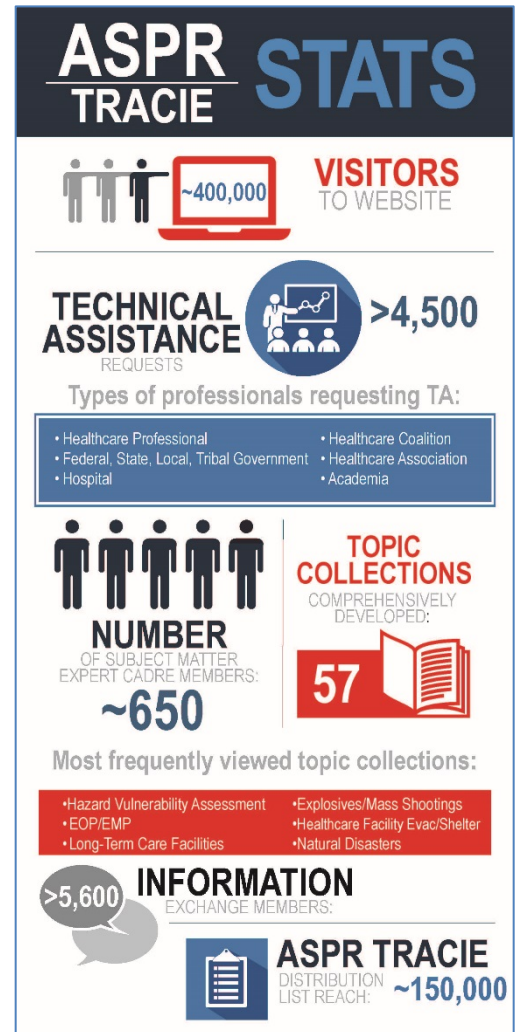 ASPR
TRACIE
STATS
~400,000
VISITORS
TO WEBSITE
TECHNICAL
ASSISTANCE
REQUESTS
>4,500
Types of professionals requesting TA:
• Healthcare Professional
• Federal, State, Local, Tribal Government
• Hospital
• Healthcare Coalition
• Healthcare Association
• Academia
NUMBER
OF SUBJECT MATTER
EXPERT CADRE MEMBERS:
~650
TOPIC
COLLECTIONS
COMPREHENSIVELY
DEVELOPED:
57
Most frequently viewed topic collections:
•Hazard Vulnerability Assessment
•EOP/EMP
•Long-Term Care Facilities
•Explosives/Mass Shootings
•Healthcare Facility Evac/Shelter
•Natural Disasters
>5,600
INFORMATION
EXCHANGE MEMBERS:
ASPR TRACIE
DISTRIBUTION
LIST REACH: ~150,000